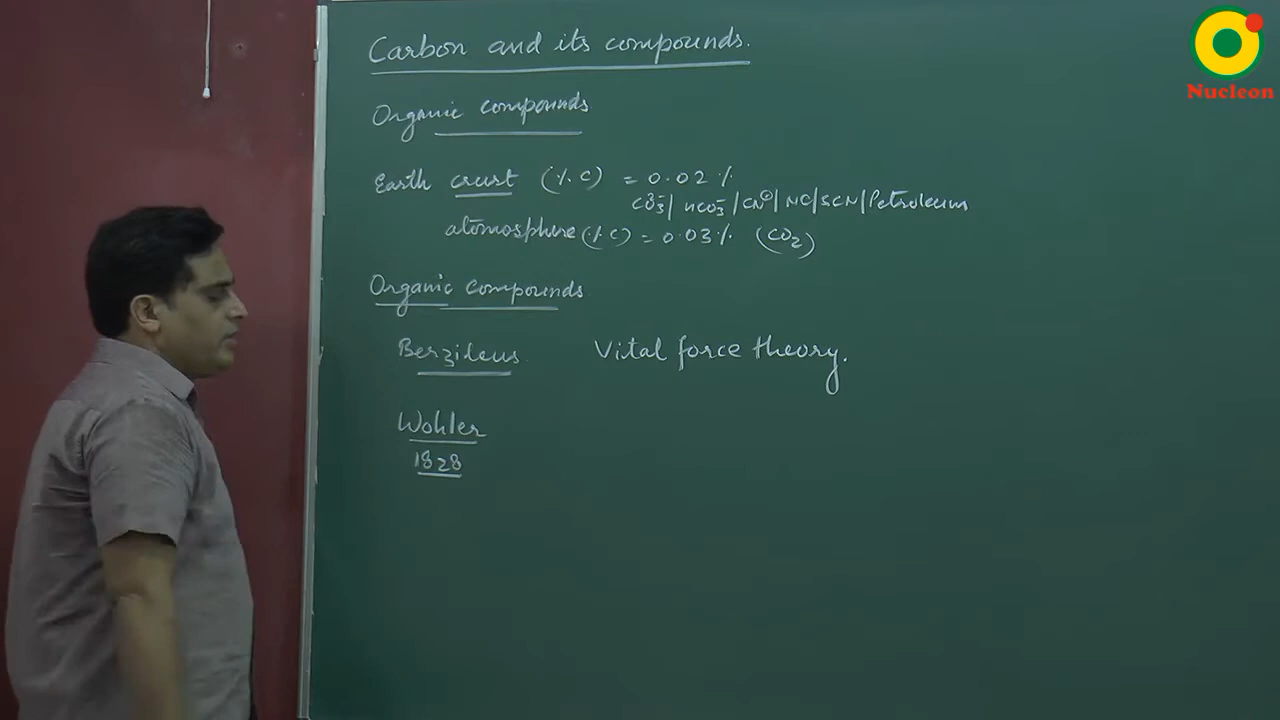 Carbon and its compounds.
Organic compounds
Earth crust (% C) = 0.02 %
CO3⁻⁻ | HCO3⁻ | CN⊖ | NC | SCN | Petroleum
atomosphere (% C) = 0.03 % (CO2)
Organic compounds
Berzileus Vital force theory.
Wohler
1828
Nucleon